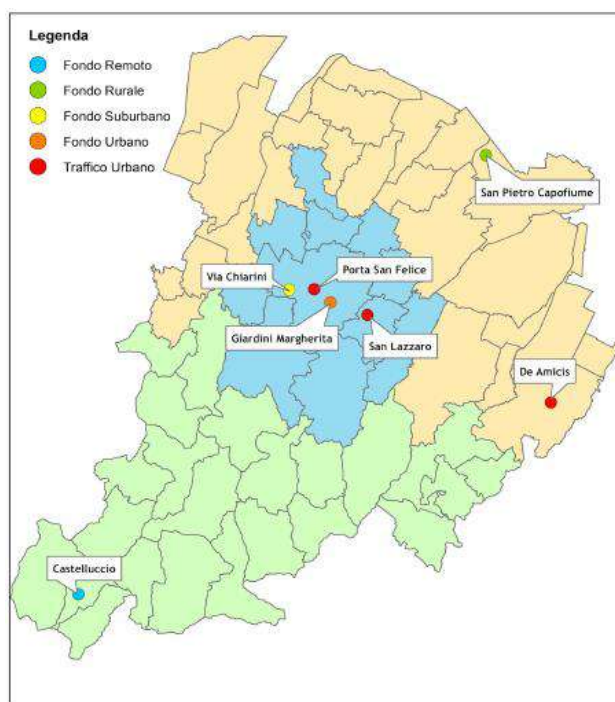 Legenda
Fondo Remoto
Fondo Rurale
Fondo Suburbano
Fondo Urbano
Traffico Urbano
San Pietro Capofiume
Via Chiarini
Porta San Felice
Giardini Margherita
San Lazzaro
De Amicis
Castelluccio